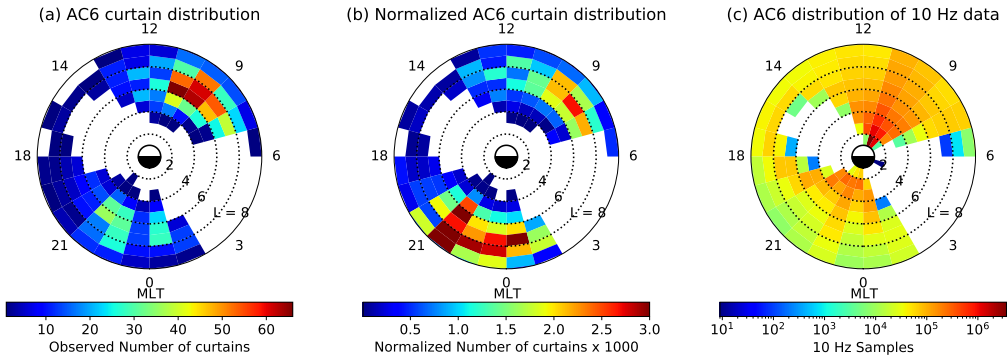 (a) AC6 curtain distribution
12
14
9
18
6
2
4
6
L = 8
21
3
0
MLT
10 20 30 40 50 60
Observed Number of curtains
(b) Normalized AC6 curtain distribution
12
14
9
18
6
2
4
6
L = 8
21
3
0
MLT
0.5 1.0 1.5 2.0 2.5 3.0
Normalized Number of curtains x 1000
(c) AC6 distribution of 10 Hz data
12
14
9
18
6
2
4
6
L = 8
21
3
0
MLT
10¹ 10² 10³ 10⁴ 10⁵ 10⁶
10 Hz Samples